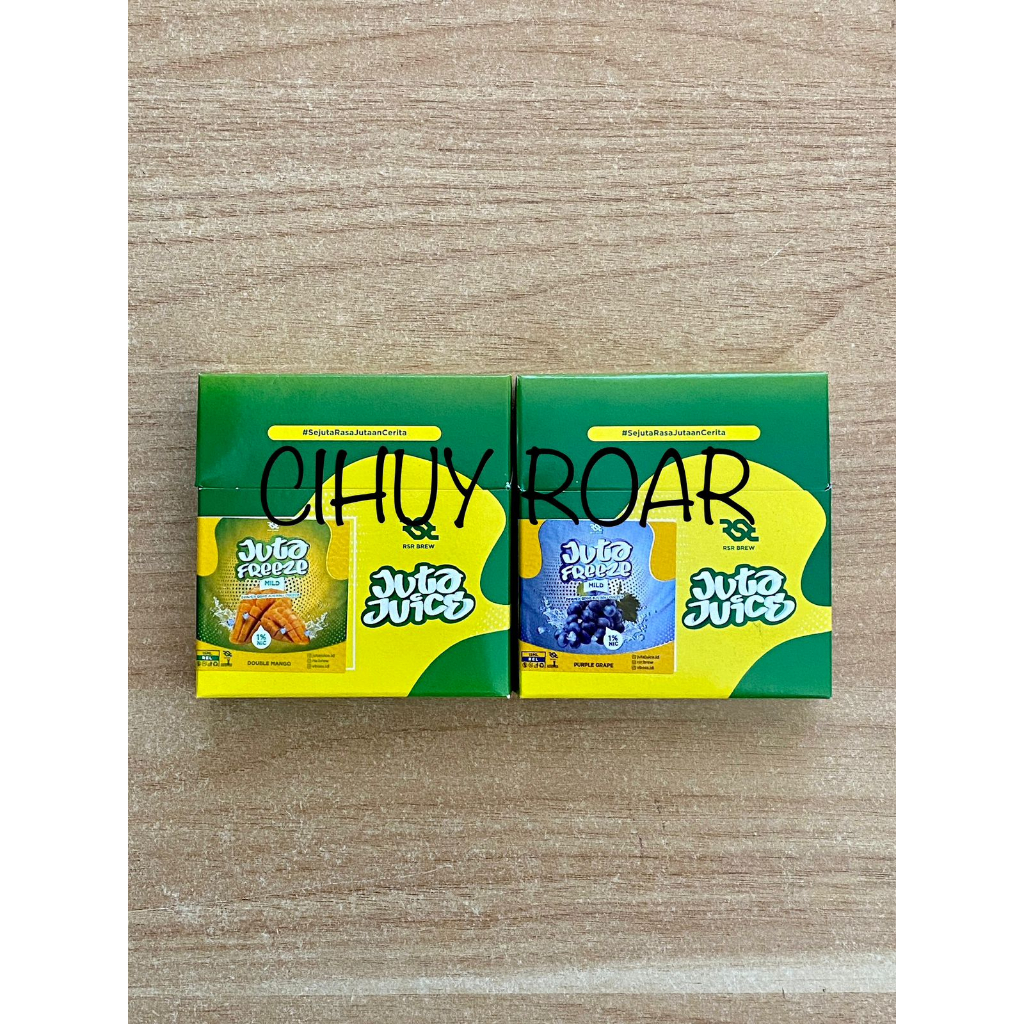 #SejutaRasaJutaanCerita
#SejutaRasaJutaanCerita
CIHUY ROAR
RSR BREW
Juta Juice
Juta
FREEZE
MILD
1%
NIC
DOUBLE MANGO
RSR BREW
Juta Juice
Juta
FREEZE
MILD
1%
NIC
PURPLE GRAPE